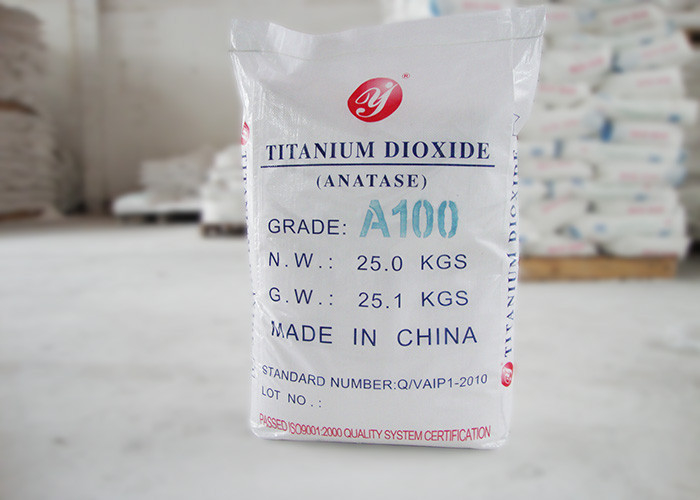 ®
TITANIUM DIOXIDE
(ANATASE)
GRADE: A100
N.W.: 25.0 KGS
G.W.: 25.1 KGS
MADE IN CHINA
STANDARD NUMBER:Q/VAIP1-2010
LOT NO.:
PASSED ISO9001:2000 QUALITY SYSTEM CERTIFICATION
TITANIUM DIOXIDE